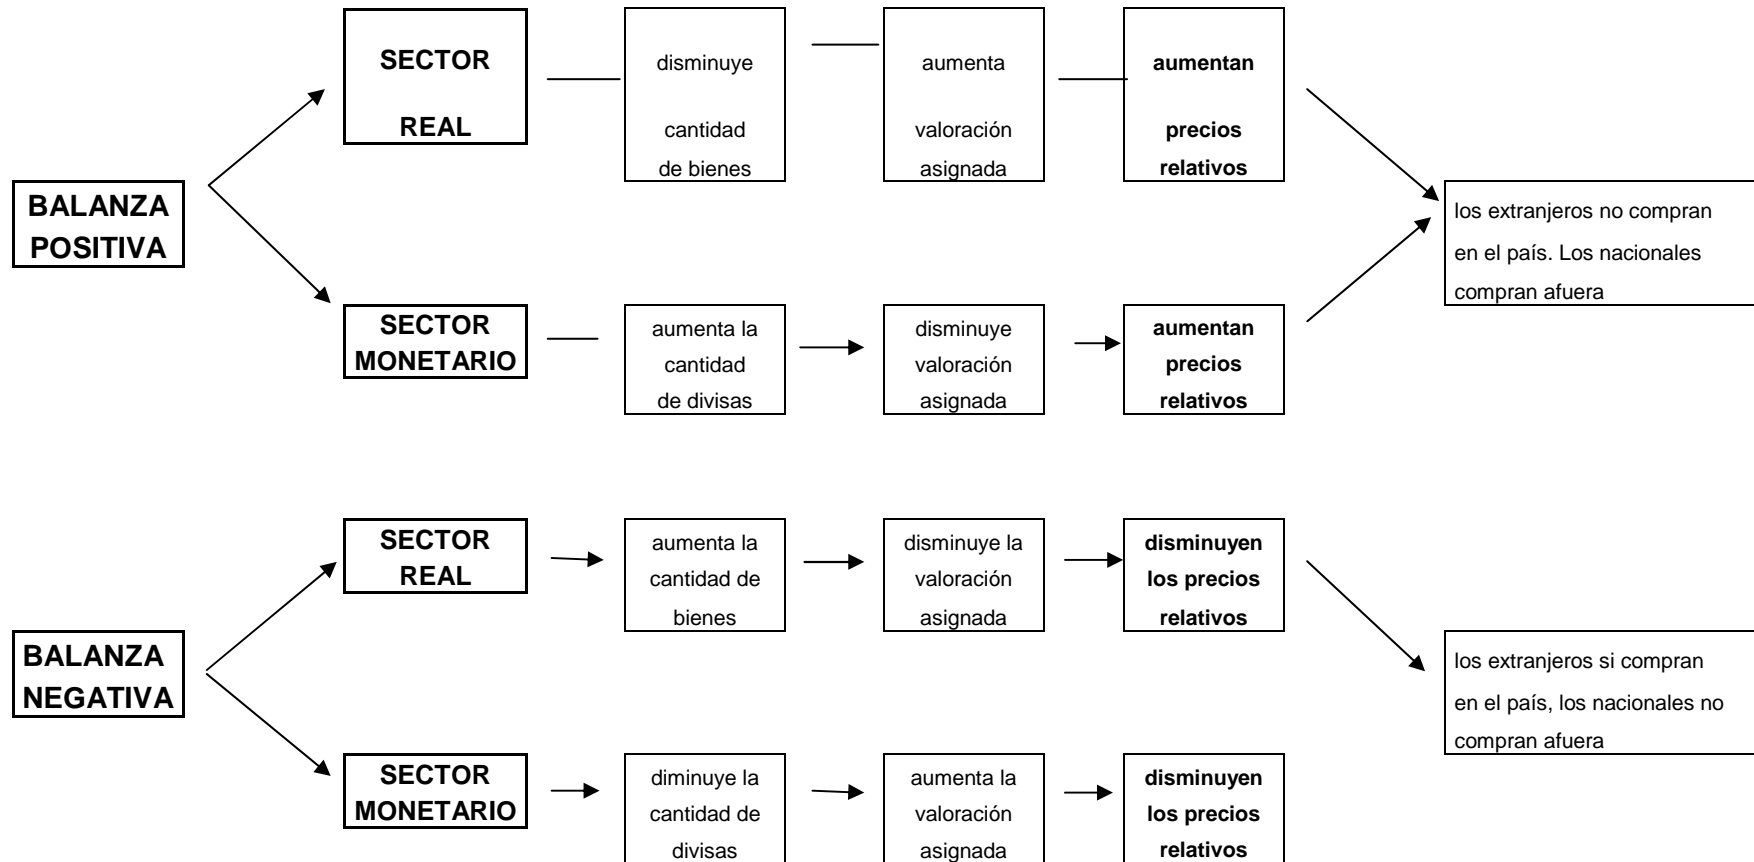 SECTOR
REAL
disminuye
cantidad
de bienes
aumenta
valoración
asignada
aumentan
precios
relativos
BALANZA
POSITIVA
los extranjeros no compran
en el país. Los nacionales
compran afuera
SECTOR
MONETARIO
aumenta la
cantidad
de divisas
disminuye
valoración
asignada
aumentan
precios
relativos
SECTOR
REAL
aumenta la
cantidad de
bienes
disminuye la
valoración
asignada
disminuyen
los precios
relativos
BALANZA
NEGATIVA
los extranjeros si compran
en el país, los nacionales no
compran afuera
SECTOR
MONETARIO
diminuye la
cantidad de
divisas
aumenta la
valoración
asignada
disminuyen
los precios
relativos